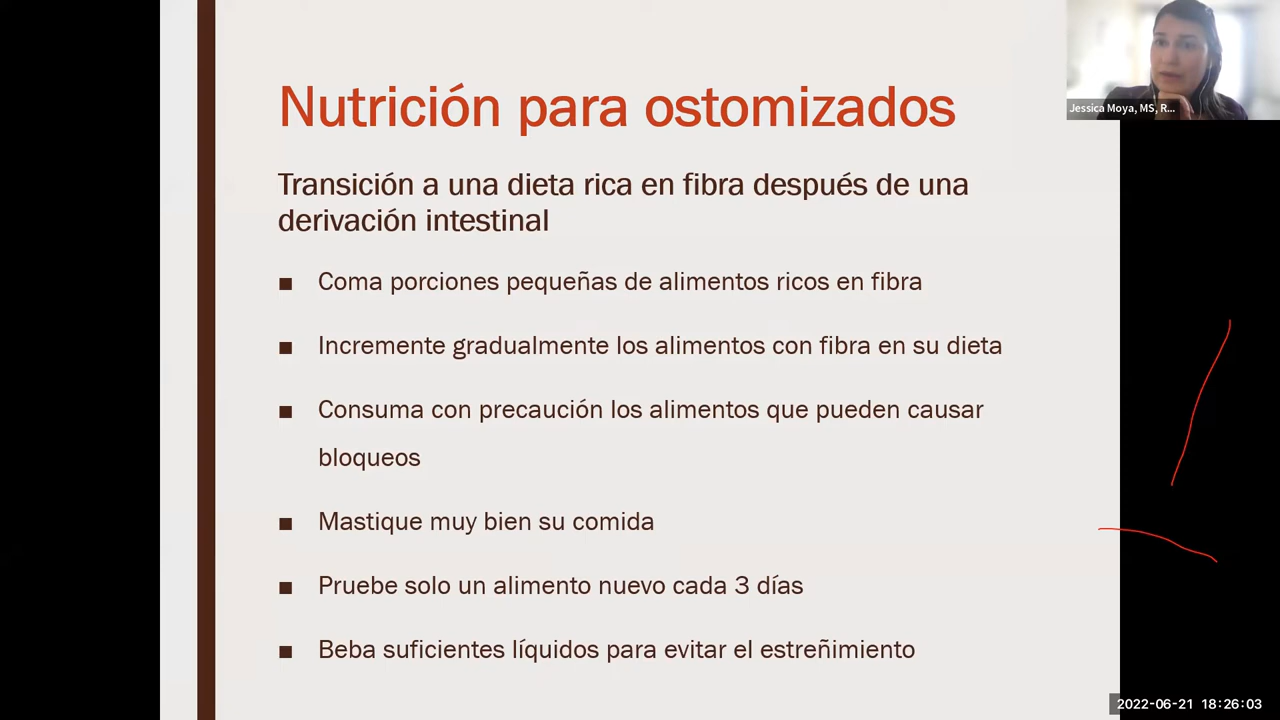 Nutrición para ostomizados
Transición a una dieta rica en fibra después de una
derivación intestinal
■ Coma porciones pequeñas de alimentos ricos en fibra
■ Incremente gradualmente los alimentos con fibra en su dieta
■ Consuma con precaución los alimentos que pueden causar
bloqueos
■ Mastique muy bien su comida
■ Pruebe solo un alimento nuevo cada 3 días
■ Beba suficientes líquidos para evitar el estreñimiento
Jessica Moya, MS, R...
2022-06-21 18:26:03